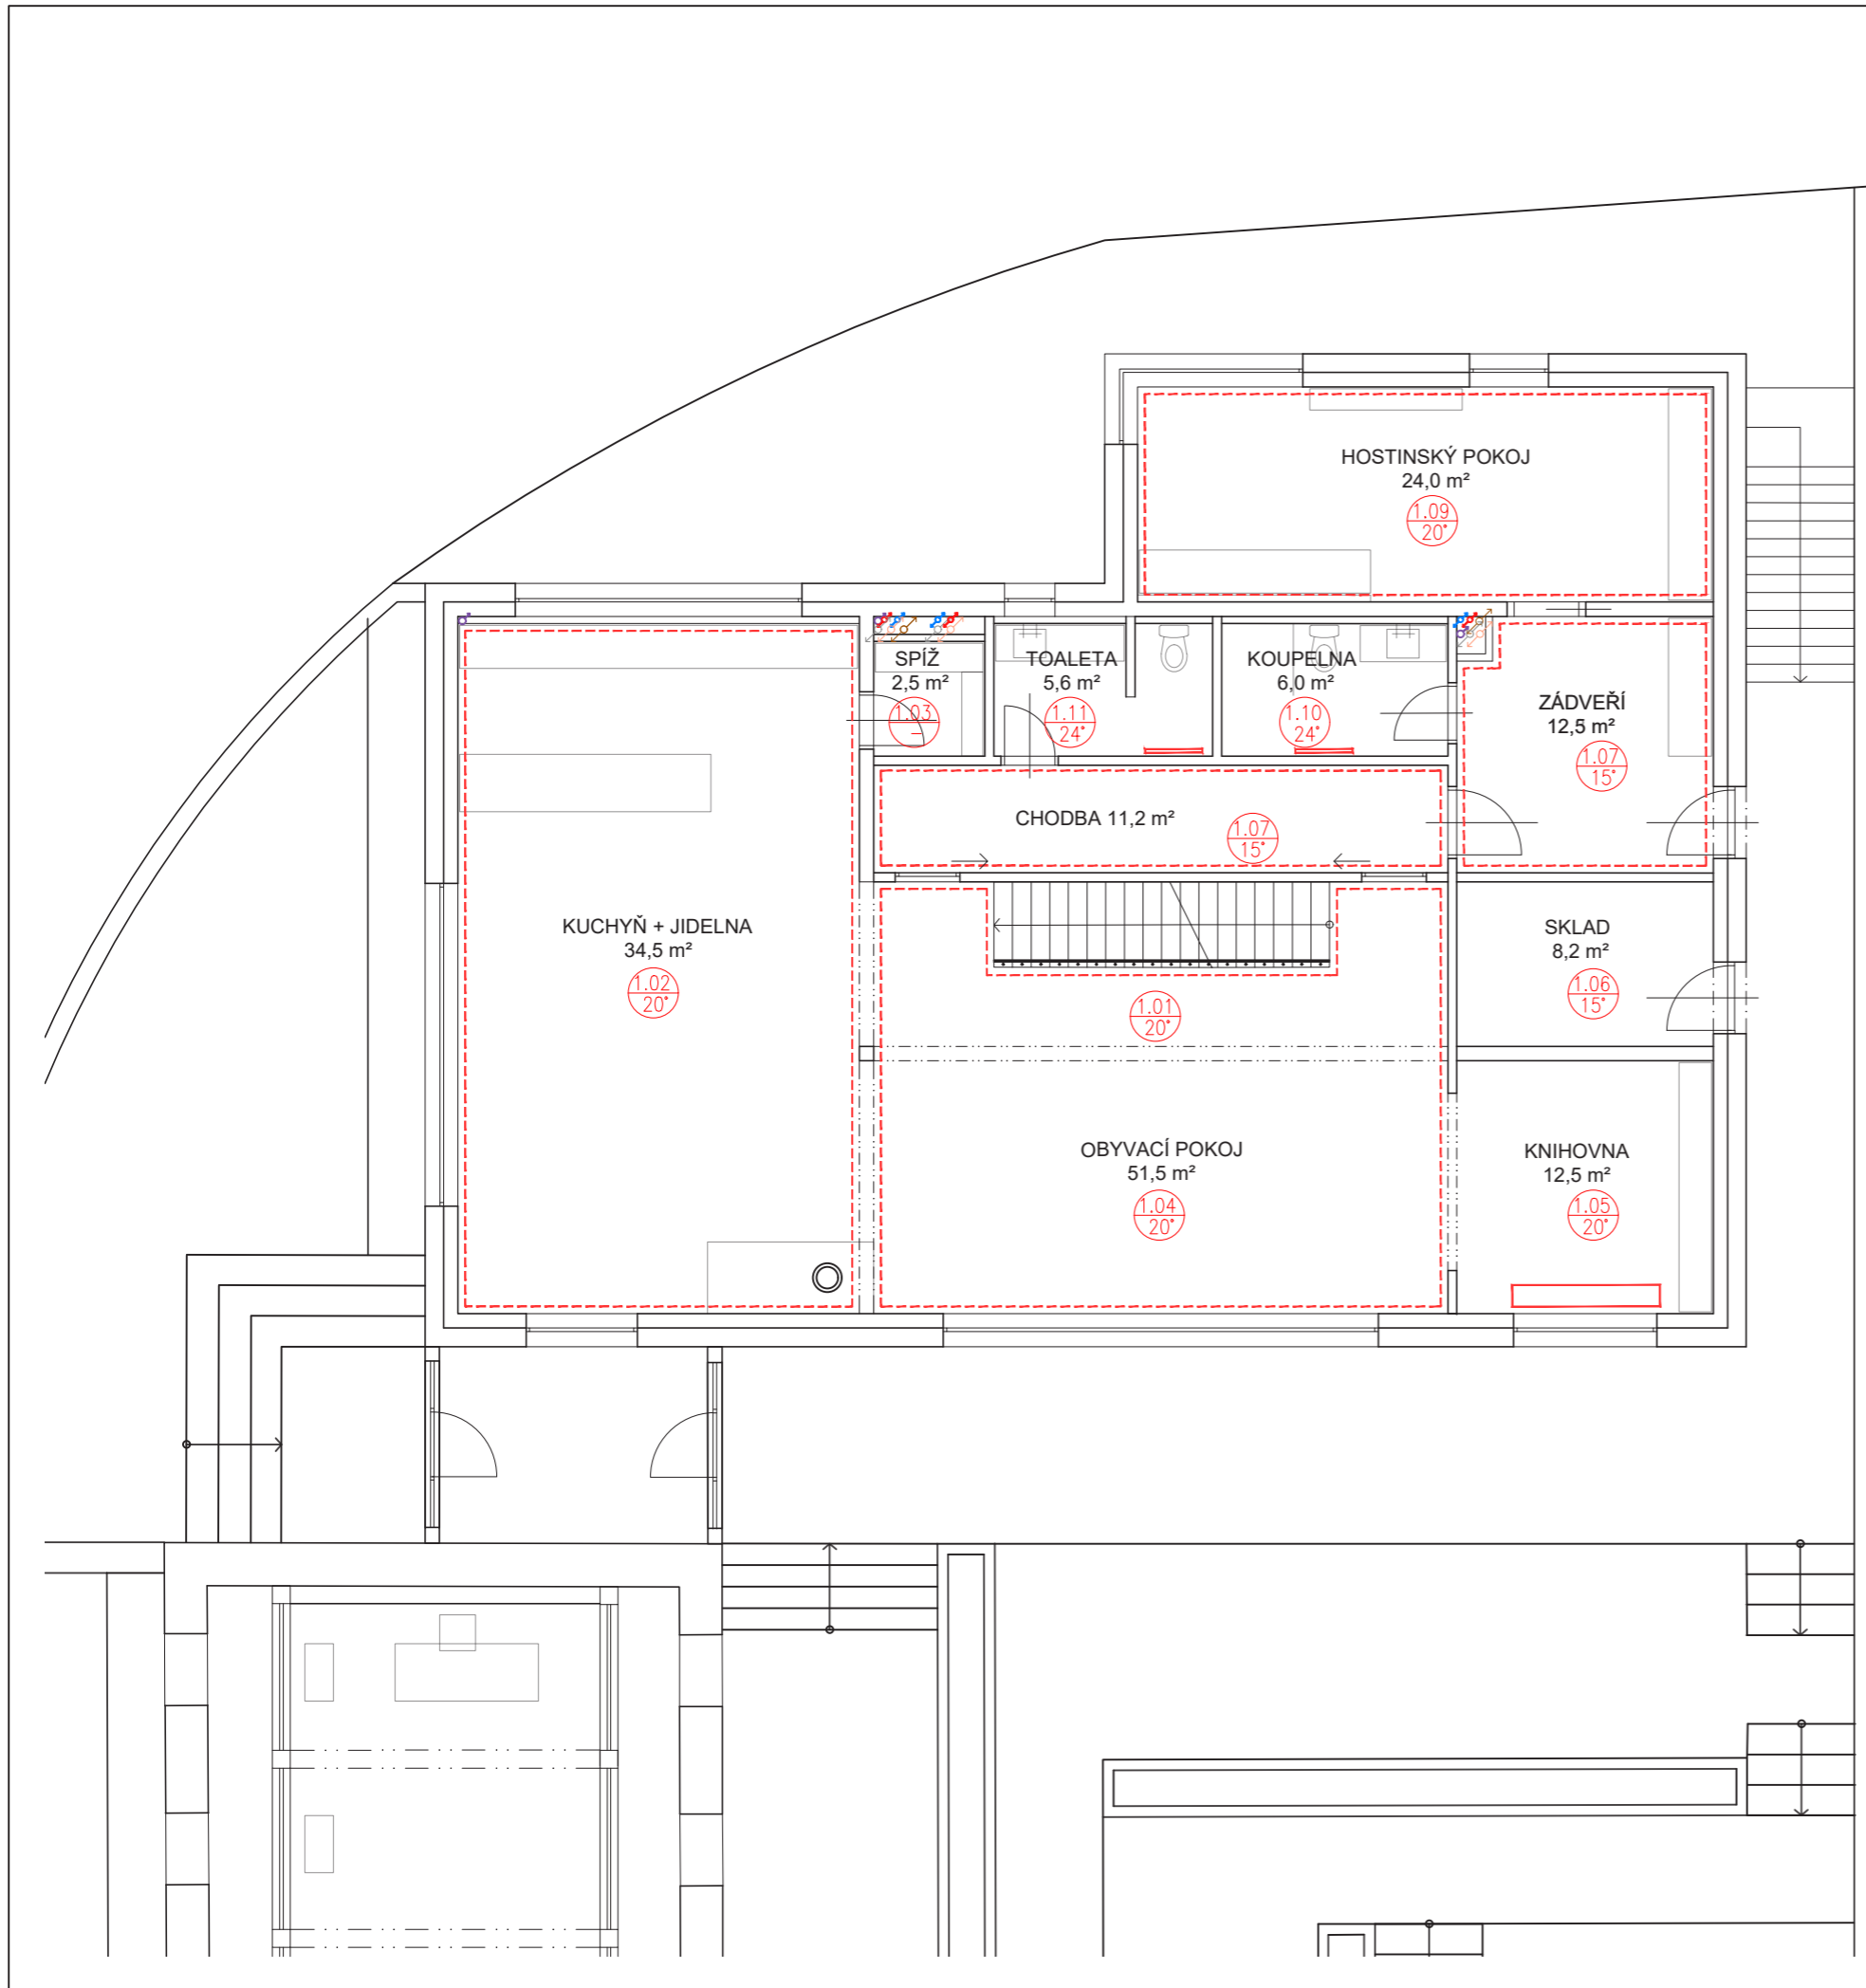 HOSTINSKÝ POKOJ
24,0 m²
1.09
20°
SPÍŽ
2,5 m²
1.03
–
TOALETA
5,6 m²
1.11
24°
KOUPELNA
6,0 m²
1.10
24°
ZÁDVEŘÍ
12,5 m²
1.07
15°
CHODBA 11,2 m²
1.07
15°
KUCHYŇ + JIDELNA
34,5 m²
1.02
20°
SKLAD
8,2 m²
1.06
15°
1.01
20°
OBYVACÍ POKOJ
51,5 m²
1.04
20°
KNIHOVNA
12,5 m²
1.05
20°